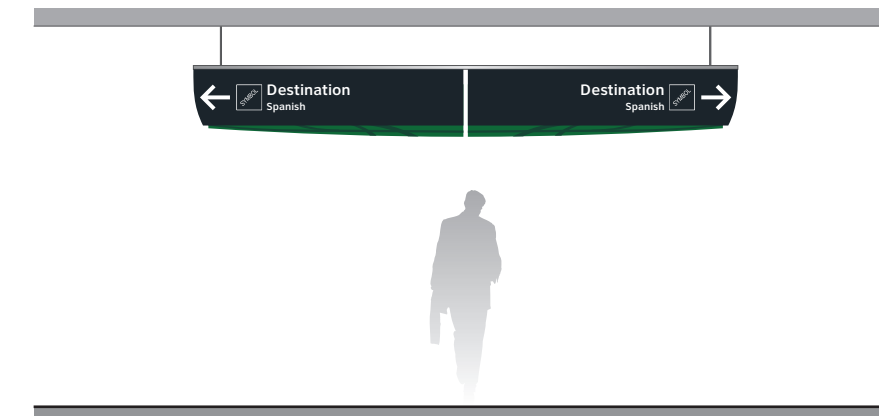 SYMBOL
Destination
Spanish
Destination
Spanish
SYMBOL